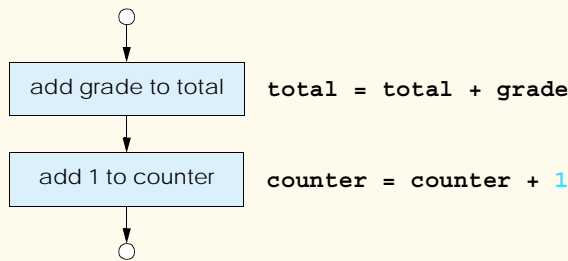 add grade to total
total = total + grade
add 1 to counter
counter = counter + 1